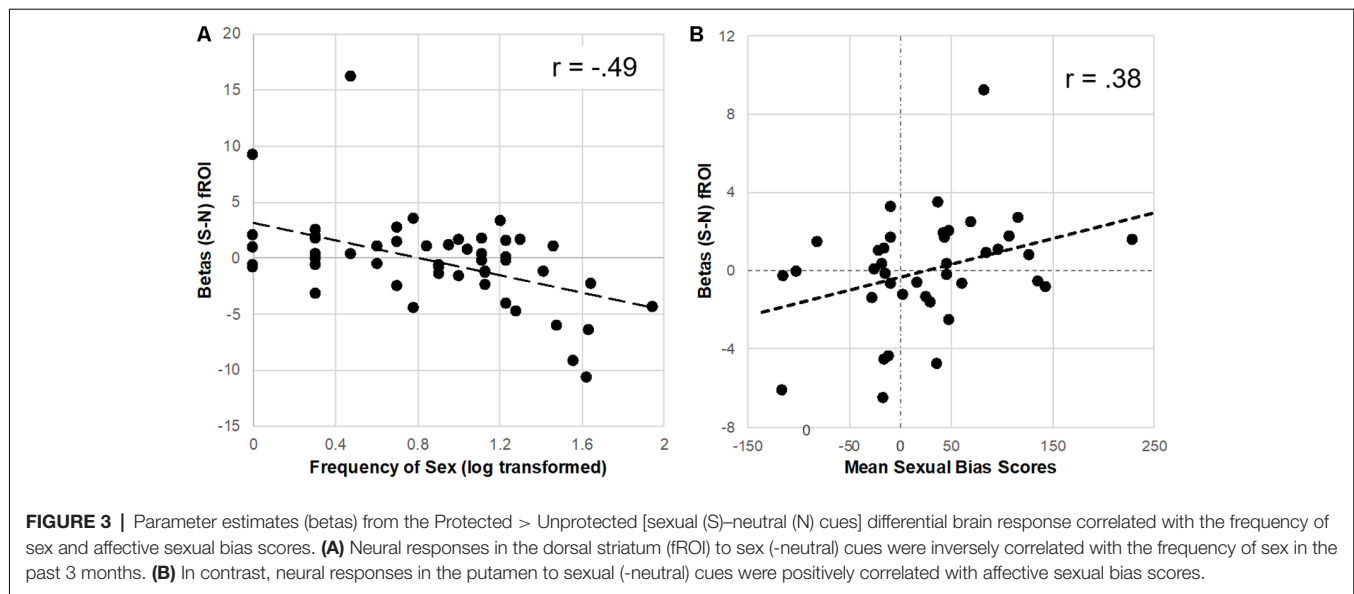 A
r = -.49
20
15
10
5
0
-5
-10
-15
Betas (S-N) fROI
0 0.4 0.8 1.2 1.6 2
Frequency of Sex (log transformed)
B
r = .38
12
8
4
0
-4
-8
Betas (S-N) fROI
0
-150 -50 0 50 150 250
Mean Sexual Bias Scores
FIGURE 3 | Parameter estimates (betas) from the Protected > Unprotected [sexual (S)–neutral (N) cues] differential brain response correlated with the frequency of
sex and affective sexual bias scores. (A) Neural responses in the dorsal striatum (fROI) to sex (-neutral) cues were inversely correlated with the frequency of sex in the
past 3 months. (B) In contrast, neural responses in the putamen to sexual (-neutral) cues were positively correlated with affective sexual bias scores.